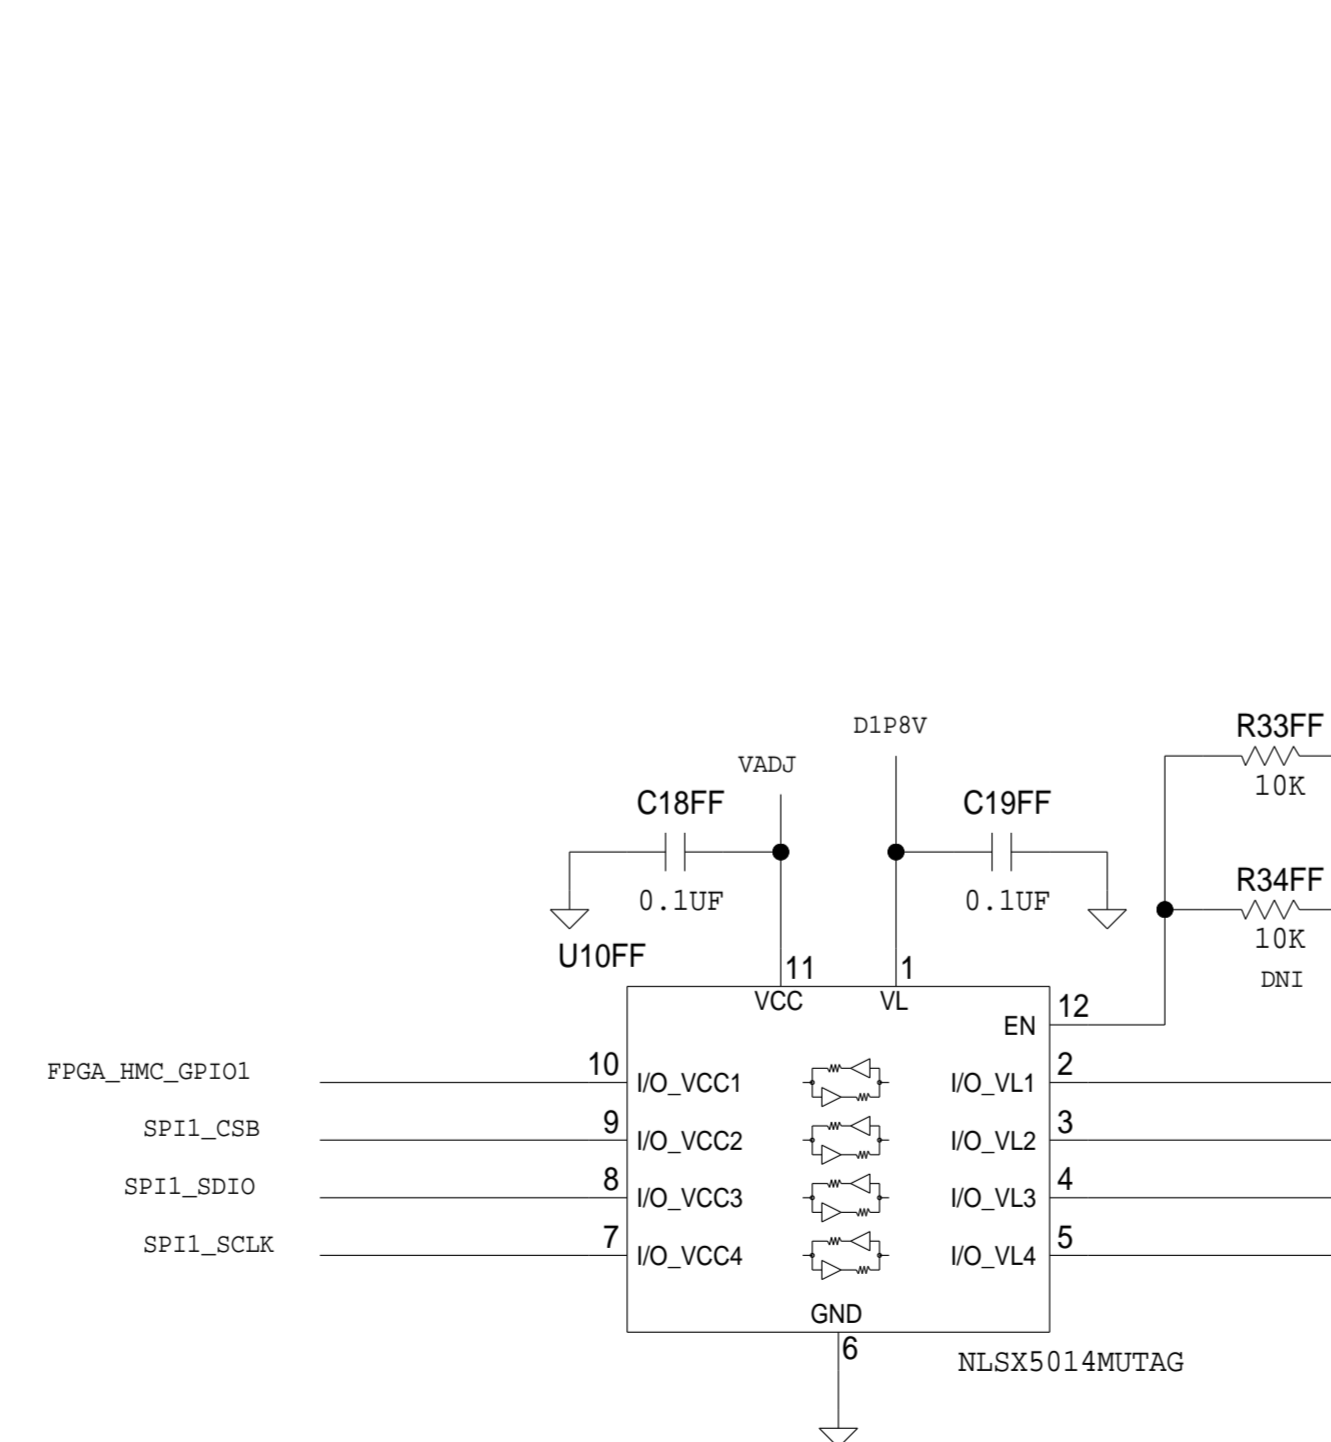 R33FF
D1P8V
VADJ
10K
C18FF
C19FF
R34FF
0.1UF
0.1UF
10K
U10FF
11
1
DNI
VCC
VL
12
EN
FPGA_HMC_GPIO1
10
I/O_VCC1
I/O_VL1
2
SPI1_CSB
9
I/O_VCC2
I/O_VL2
3
SPI1_SDIO
8
I/O_VCC3
I/O_VL3
4
SPI1_SCLK
7
I/O_VCC4
I/O_VL4
5
GND
6
NLSX5014MUTAG